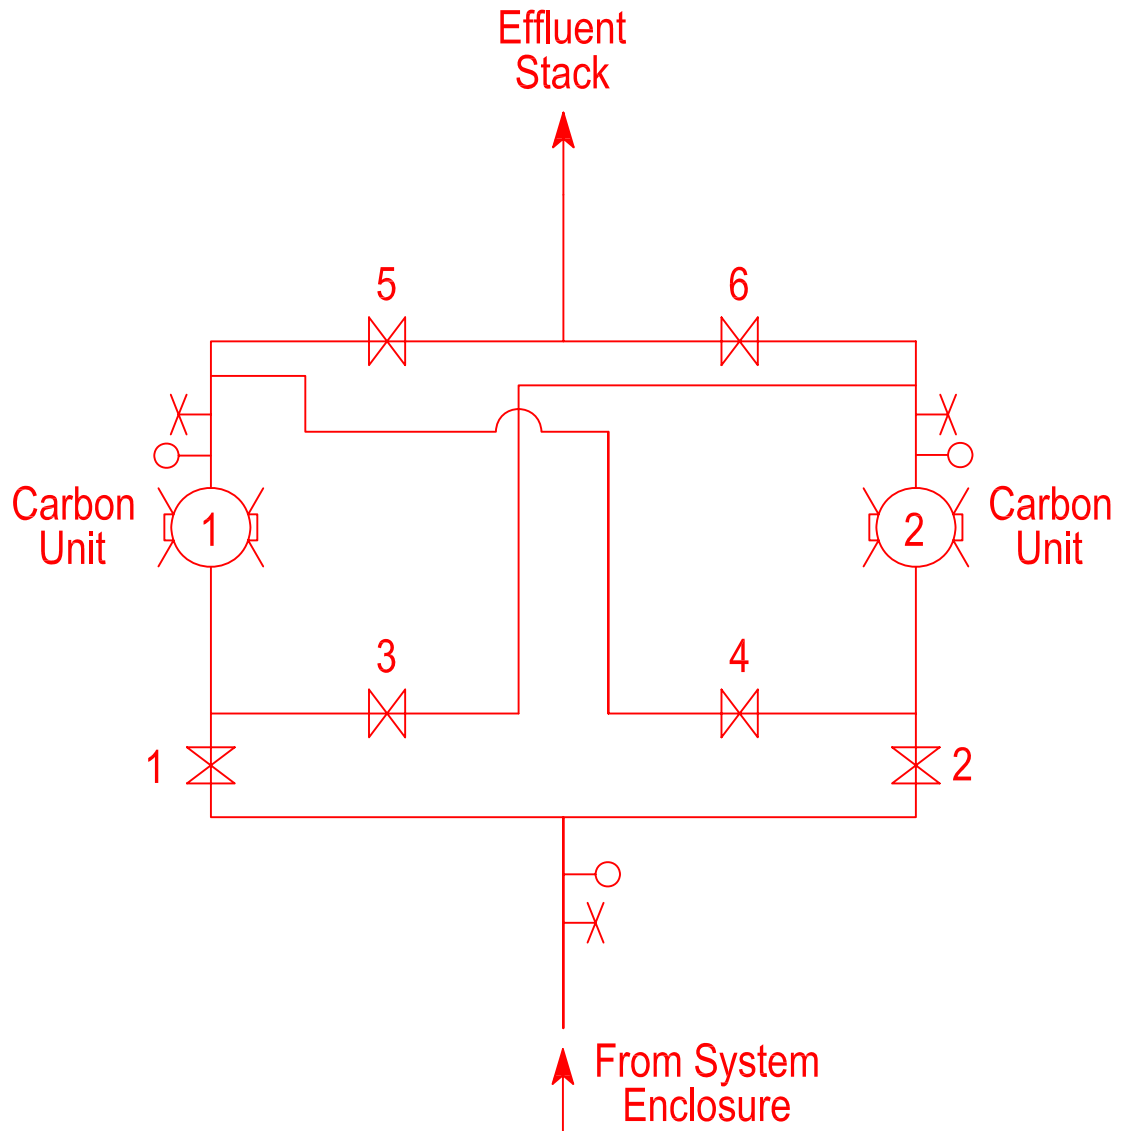 Effluent
Stack
5
6
Carbon
Unit
1
2
Carbon
Unit
3
4
1
2
From System
Enclosure